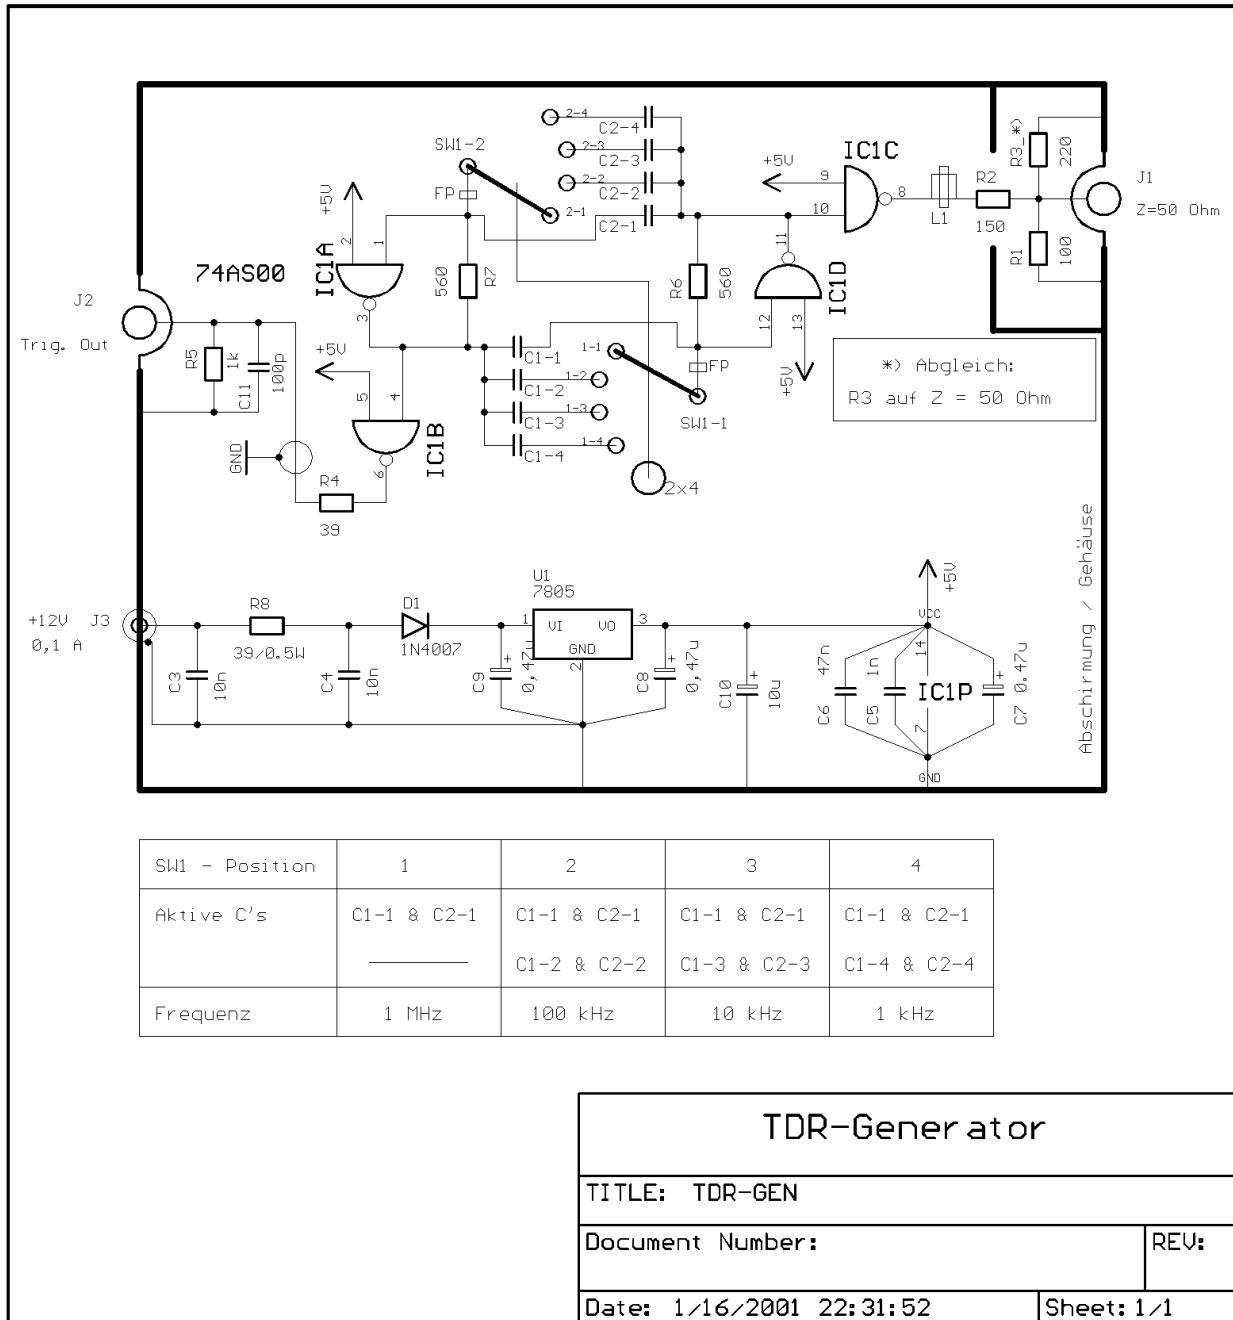 2-4
C2-4
SW1-2
2-3
C2-3
+5V
IC1C
R3_*)
220
9
8
R2
J1
FP
2-2
C2-2
Z=50 Ohm
10
L1
150
2-1
C2-1
+5V
2
1
IC1A
11
R1
100
74AS00
560
R7
R6
560
IC1D
J2
3
12
13
Trig. Out
R5
1k
C11
100p
+5V
C1-1
1-1
FP
+5V
*) Abgleich:
R3 auf Z = 50 Ohm
C1-2
1-2
5
4
C1-3
1-3
SW1-1
IC1B
C1-4
1-4
GND
6
R4
39
2x4
Abschirmung / Gehäuse
U1
7805
+5V
+12V
J3
0,1 A
R8
39/0.5W
D1
1N4007
1
VI
VO
3
GND
2
VCC
14
C3
10n
C4
10n
C9
+
0,47u
C8
+
0,47u
C10
+
10u
C6
47n
C5
1n
IC1P
7
C7
+
0.47u
GND
SW1 - Position 1 2 3 4
Aktive C's C1-1 & C2-1 C1-1 & C2-1 C1-1 & C2-1 C1-1 & C2-1
C1-2 & C2-2 C1-3 & C2-3 C1-4 & C2-4
Frequenz 1 MHz 100 kHz 10 kHz 1 kHz
TDR-Generator
TITLE: TDR-GEN
Document Number:
REV:
Date: 1/16/2001 22:31:52
Sheet: 1/1